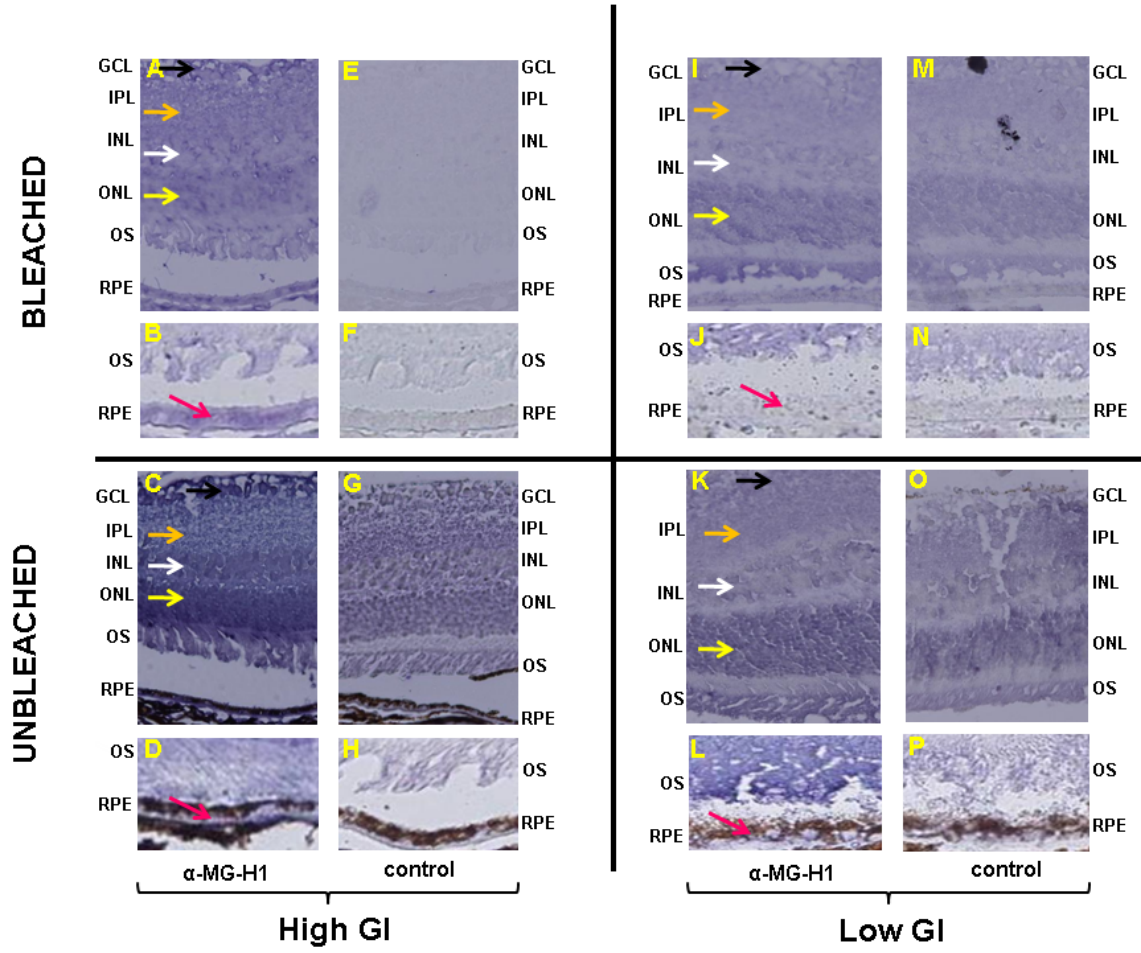 BLEACHED
UNBLEACHED
GCL
IPL
INL
ONL
OS
RPE
A
E
GCL
IPL
INL
ONL
OS
RPE
OS
RPE
B
F
OS
RPE
GCL
IPL
INL
ONL
OS
RPE
I
M
GCL
IPL
INL
ONL
OS
RPE
OS
RPE
J
N
OS
RPE
GCL
IPL
INL
ONL
OS
RPE
C
G
GCL
IPL
INL
ONL
OS
RPE
OS
RPE
D
H
OS
RPE
IPL
INL
ONL
OS
K
O
GCL
IPL
INL
ONL
OS
OS
RPE
L
P
OS
RPE
α-MG-H1
control
α-MG-H1
control
High GI
Low GI